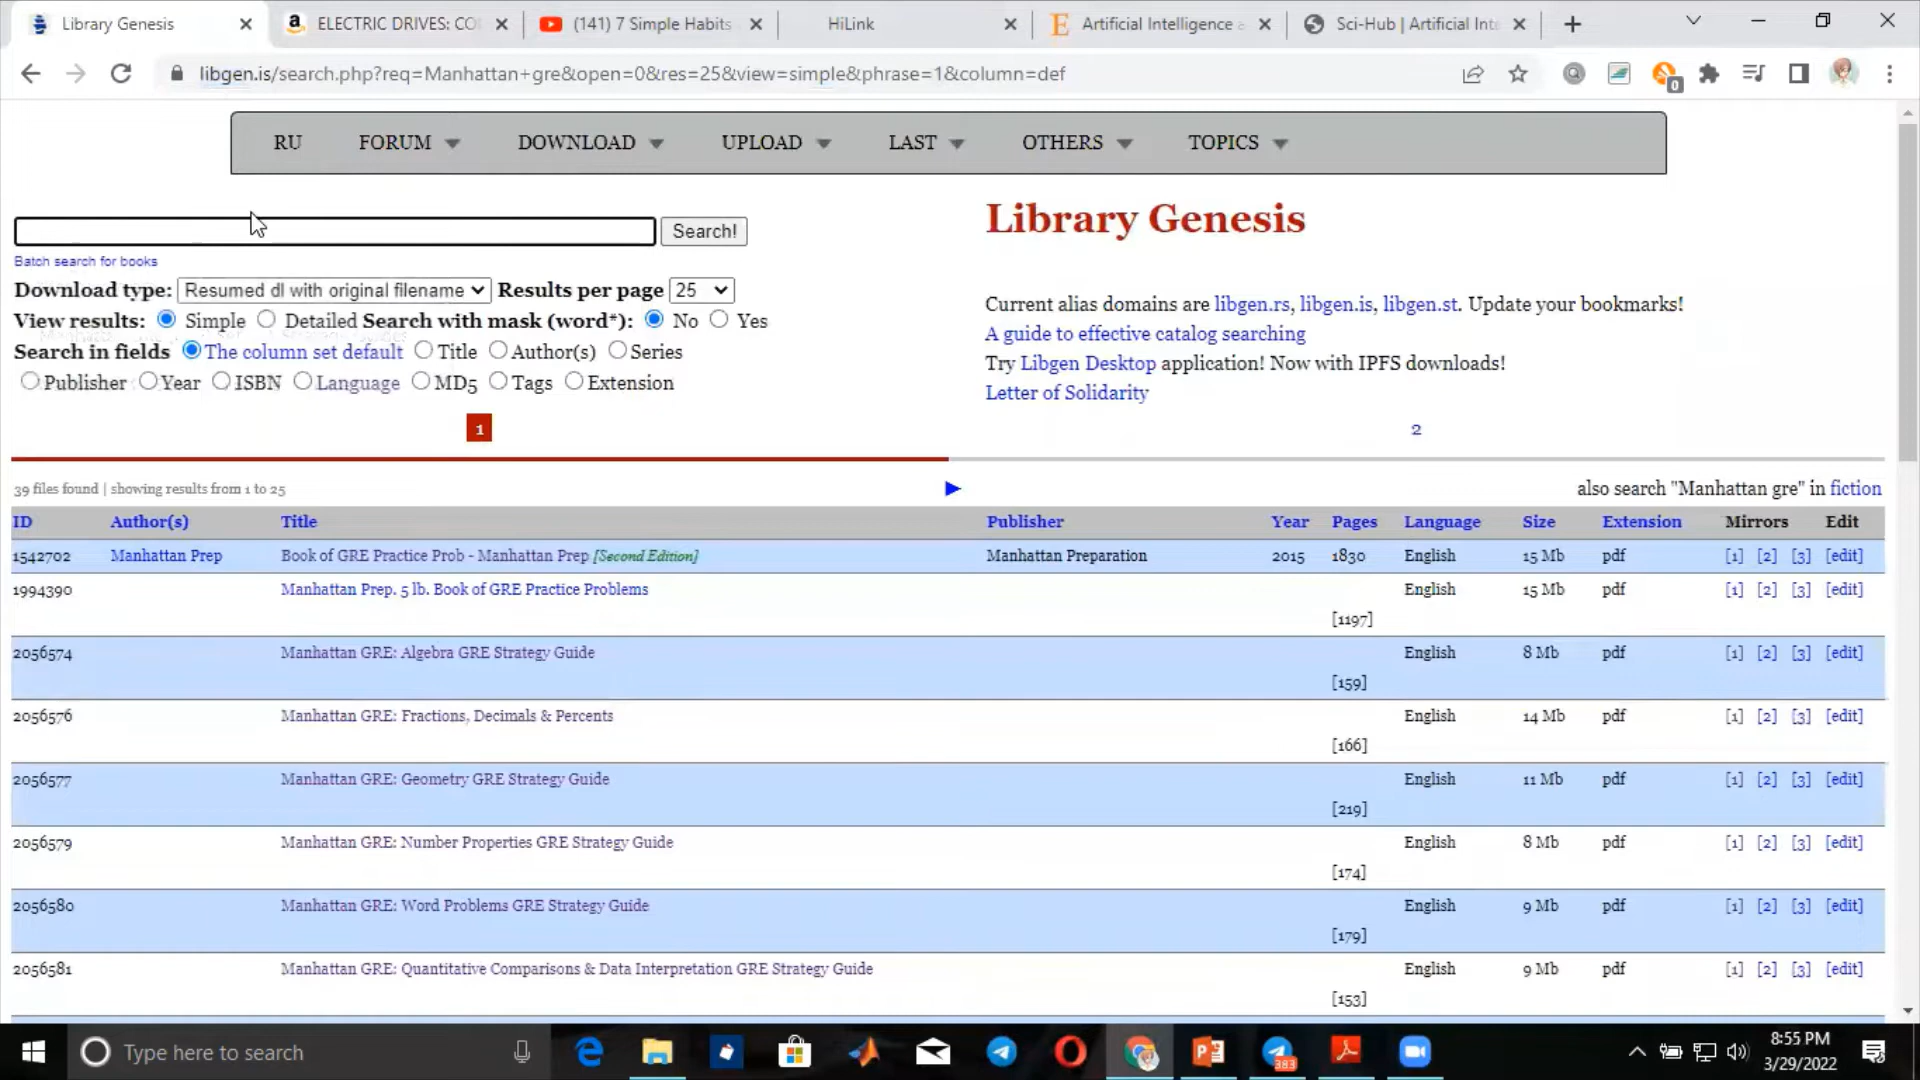 Library Genesis
ELECTRIC DRIVES: CO
(141) 7 Simple Habits
HiLink
Artificial Intelligence
Sci-Hub | Artificial Int
libgen.is/search.php?req=Manhattan+gre&open=0&res=25&view=simple&phrase=1&column=def
0
RU FORUM DOWNLOAD UPLOAD LAST OTHERS TOPICS
Search!
Batch search for books
Download type: Resumed dl with original filename Results per page 25
View results: Simple Detailed Search with mask (word*): No Yes
Search in fields The column set default Title Author(s) Series
Publisher Year ISBN Language MD5 Tags Extension
Library Genesis
Current alias domains are libgen.rs, libgen.is, libgen.st. Update your bookmarks!
A guide to effective catalog searching
Try Libgen Desktop application! Now with IPFS downloads!
Letter of Solidarity
1 2
39 files found | showing results from 1 to 25
also search "Manhattan gre" in fiction
ID Author(s) Title Publisher Year Pages Language Size Extension Mirrors Edit
1542702 Manhattan Prep Book of GRE Practice Prob - Manhattan Prep [Second Edition] Manhattan Preparation 2015 1830 English 15 Mb pdf [1] [2] [3] [edit]
1994390 Manhattan Prep. 5 lb. Book of GRE Practice Problems English 15 Mb pdf [1] [2] [3] [edit]
[1197]
2056574 Manhattan GRE: Algebra GRE Strategy Guide English 8 Mb pdf [1] [2] [3] [edit]
[159]
2056576 Manhattan GRE: Fractions, Decimals & Percents English 14 Mb pdf [1] [2] [3] [edit]
[166]
2056577 Manhattan GRE: Geometry GRE Strategy Guide English 11 Mb pdf [1] [2] [3] [edit]
[219]
2056579 Manhattan GRE: Number Properties GRE Strategy Guide English 8 Mb pdf [1] [2] [3] [edit]
[174]
2056580 Manhattan GRE: Word Problems GRE Strategy Guide English 9 Mb pdf [1] [2] [3] [edit]
[179]
2056581 Manhattan GRE: Quantitative Comparisons & Data Interpretation GRE Strategy Guide English 9 Mb pdf [1] [2] [3] [edit]
[153]
Type here to search
383
8:55 PM
3/29/2022